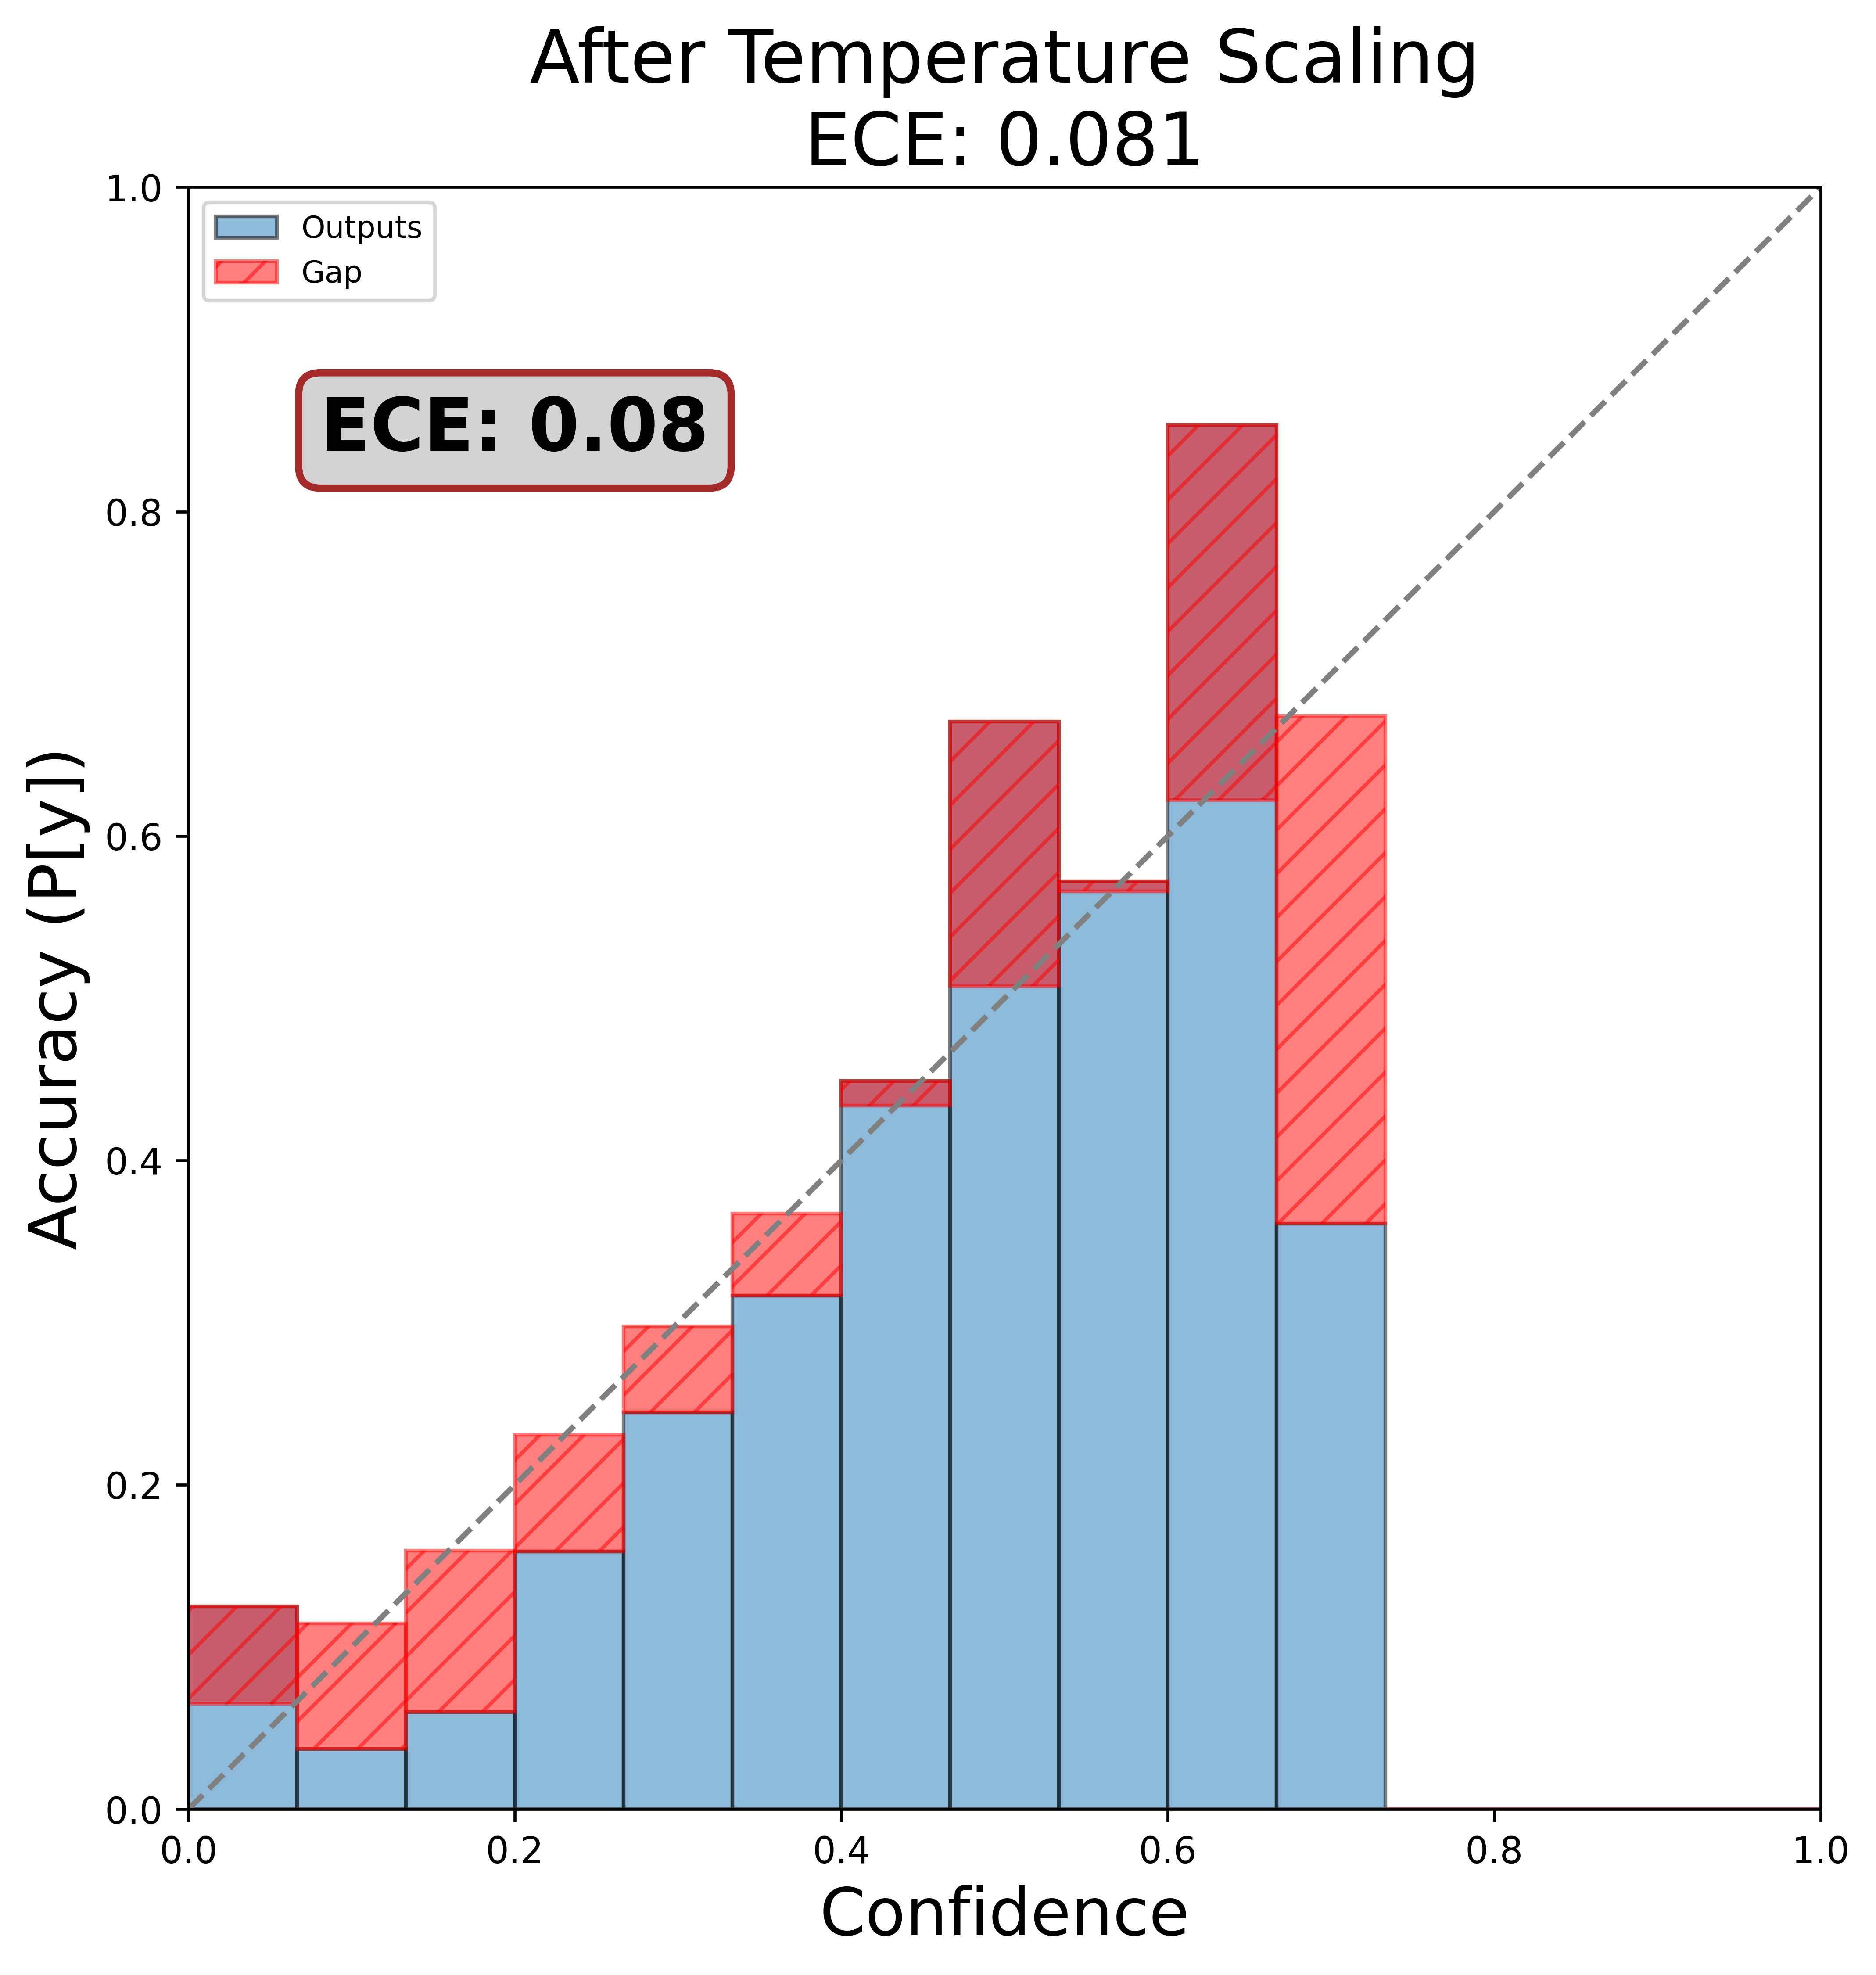 After Temperature Scaling
ECE: 0.081
1.0
Outputs
Gap
ECE: 0.08
0.8
0.6
Accuracy (P[y])
0.4
0.2
0.0
0.0 0.2 0.4 0.6 0.8 1.0
Confidence